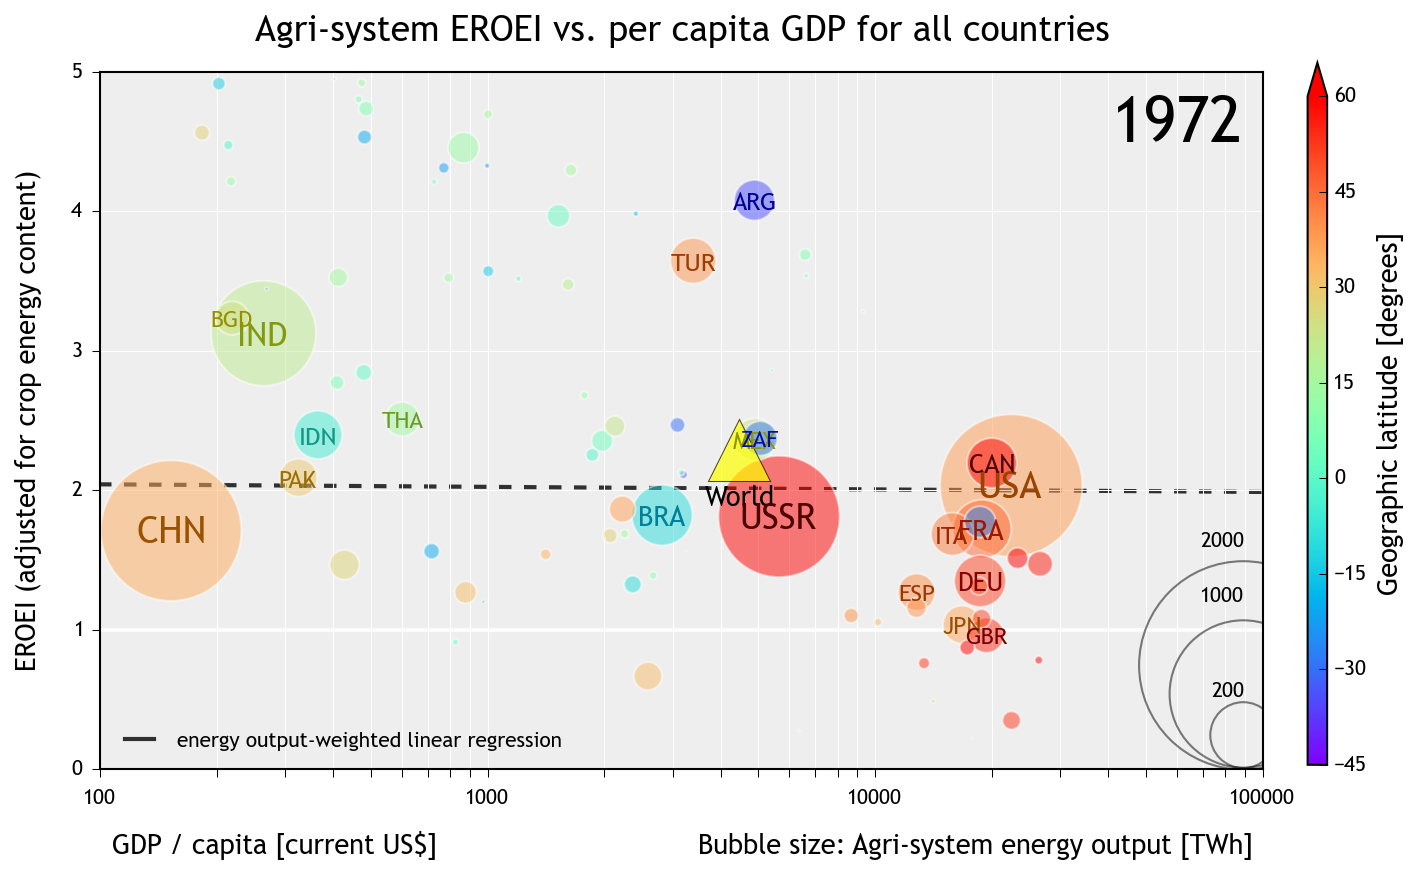 Agri-system EROEI vs. per capita GDP for all countries
1972
EROEI (adjusted for crop energy content)
5
4
3
2
1
0
ARG
TUR
BGD
IND
THA
IDN
PAK
CHN
MEX
ZAF
World
BRA
USSR
CAN
USA
ITA
FRA
DEU
ESP
JPN
GBR
2000
1000
200
energy output-weighted linear regression
100
1000
10000
100000
GDP / capita [current US$]
Bubble size: Agri-system energy output [TWh]
60
45
30
15
0
−15
−30
−45
Geographic latitude [degrees]